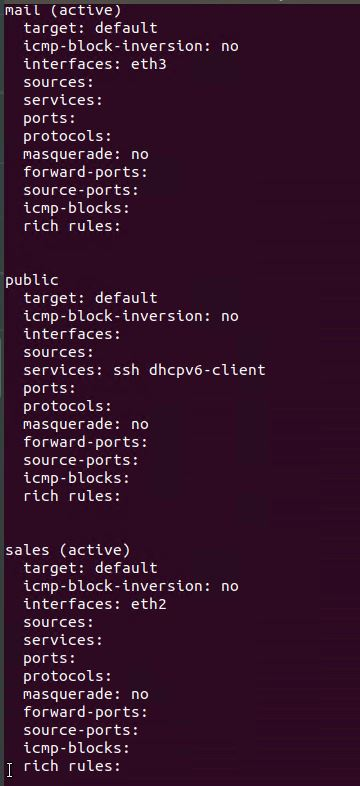 mail (active)
target: default
icmp-block-inversion: no
interfaces: eth3
sources:
services:
ports:
protocols:
masquerade: no
forward-ports:
source-ports:
icmp-blocks:
rich rules:
public
target: default
icmp-block-inversion: no
interfaces:
sources:
services: ssh dhcpv6-client
ports:
protocols:
masquerade: no
forward-ports:
source-ports:
icmp-blocks:
rich rules:
sales (active)
target: default
icmp-block-inversion: no
interfaces: eth2
sources:
services:
ports:
protocols:
masquerade: no
forward-ports:
source-ports:
icmp-blocks:
rich rules: